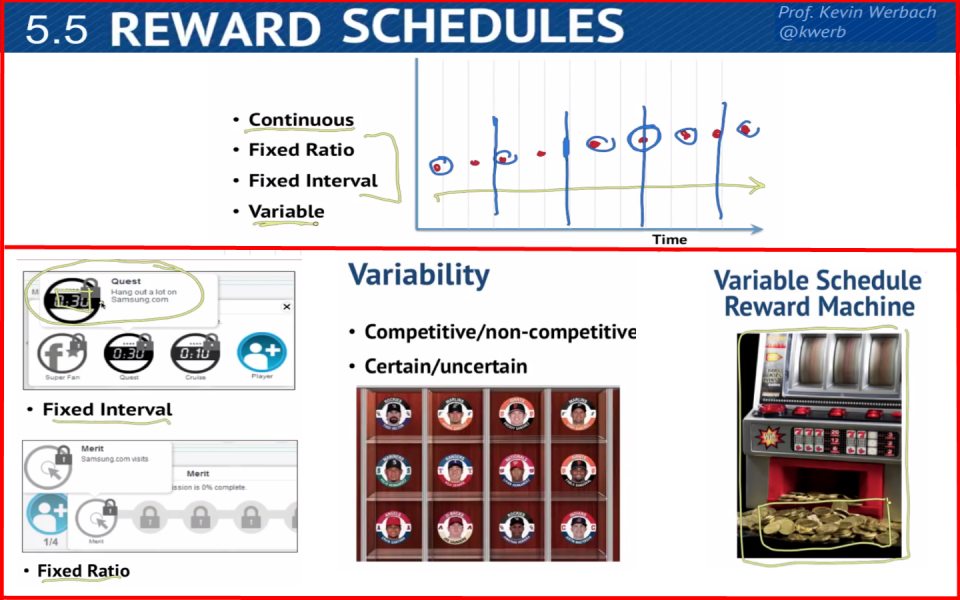 5.5 REWARD SCHEDULES
Prof. Kevin Werbach
@kwerb
• Continuous
• Fixed Ratio
• Fixed Interval
• Variable
Time
Quest
Hang out a lot on
Samsung.com
0:30
Super Fan
0:30
Quest
0:10
Cruise
Player
• Fixed Interval
Merit
Samsung.com visits
Merit
ssion is 0% complete.
1/4
Merit
• Fixed Ratio
Variability
• Competitive/non-competitive
• Certain/uncertain
Variable Schedule
Reward Machine